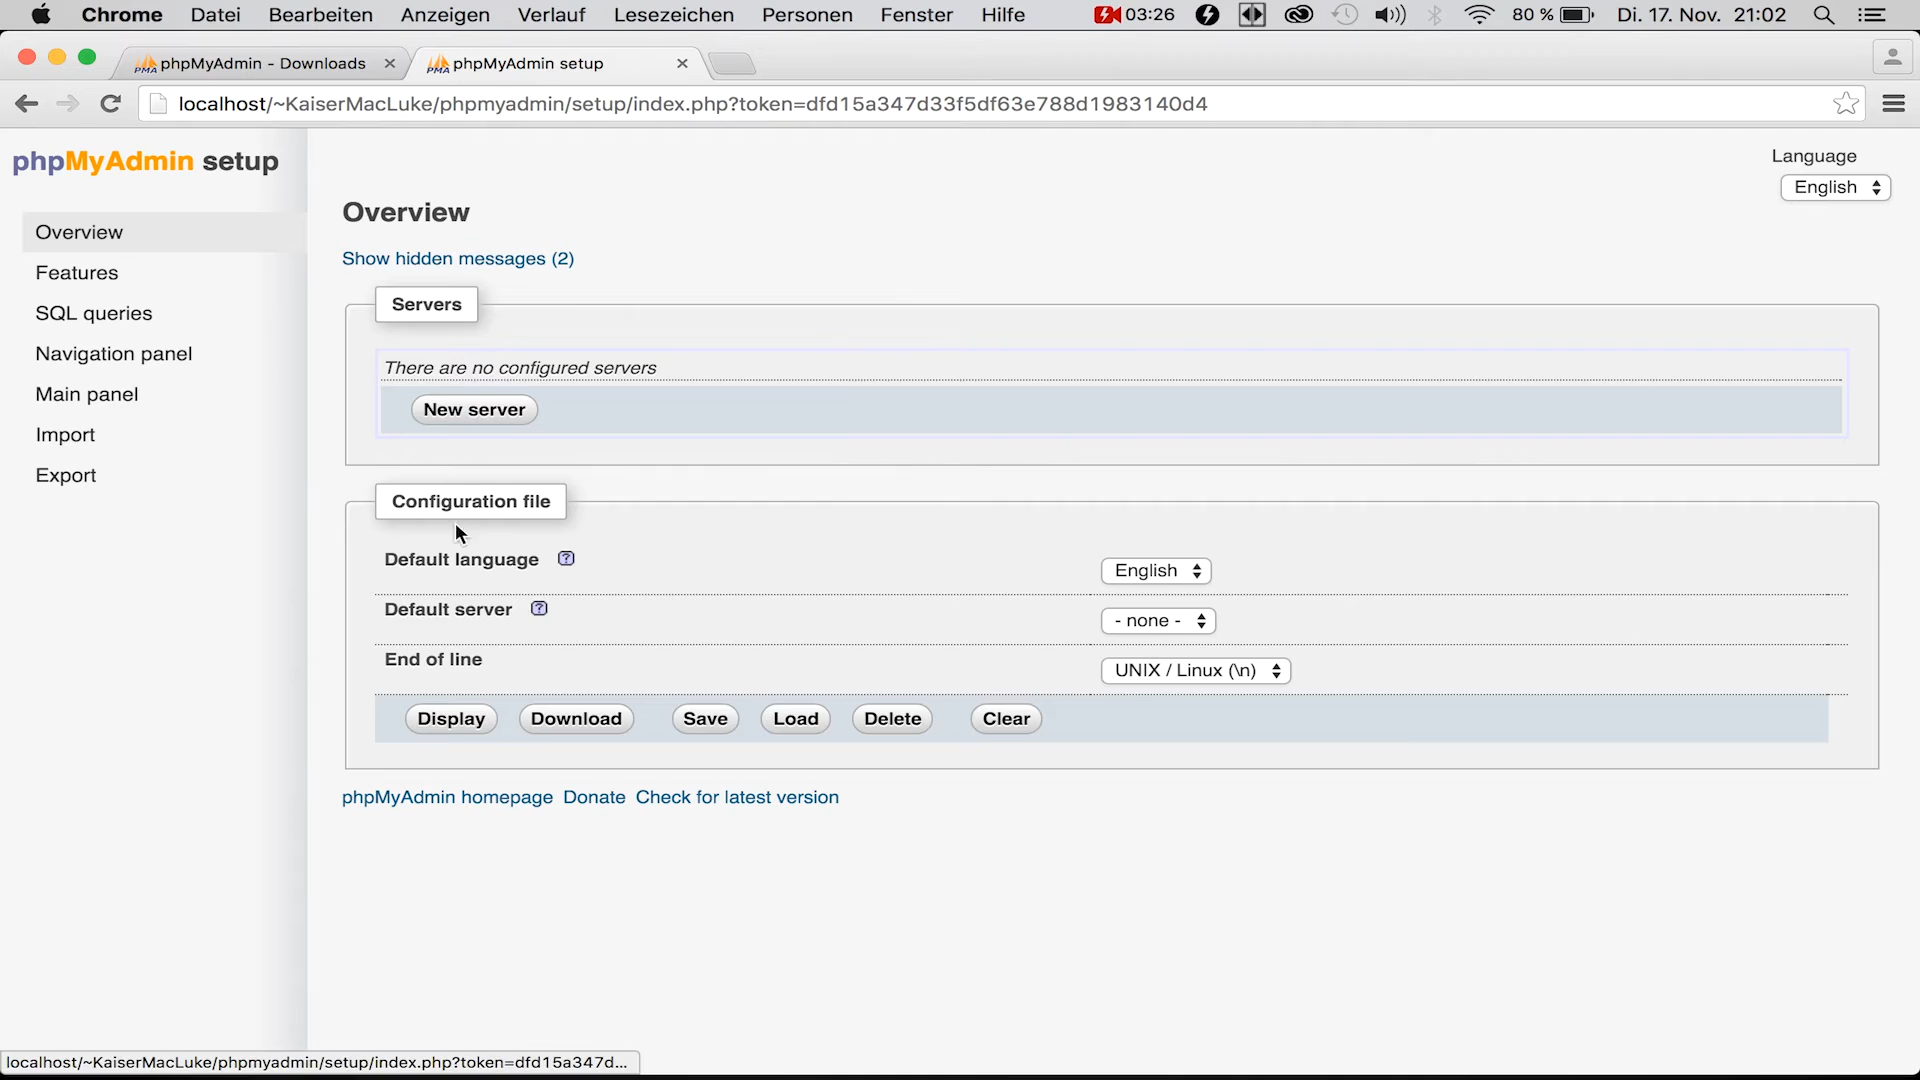 Chrome Datei Bearbeiten Anzeigen Verlauf Lesezeichen Personen Fenster Hilfe 03:26 80 % Di. 17. Nov. 21:02
phpMyAdmin - Downloads phpMyAdmin setup
localhost/~KaiserMacLuke/phpmyadmin/setup/index.php?token=dfd15a347d33f5df63e788d1983140d4
phpMyAdmin setup
Language
English
Overview
Features
SQL queries
Navigation panel
Main panel
Import
Export
Overview
Show hidden messages (2)
Servers
There are no configured servers
New server
Configuration file
Default language ? English
Default server ? - none -
End of line UNIX / Linux (\n)
Display Download Save Load Delete Clear
phpMyAdmin homepage Donate Check for latest version
localhost/~KaiserMacLuke/phpmyadmin/setup/index.php?token=dfd15a347d...